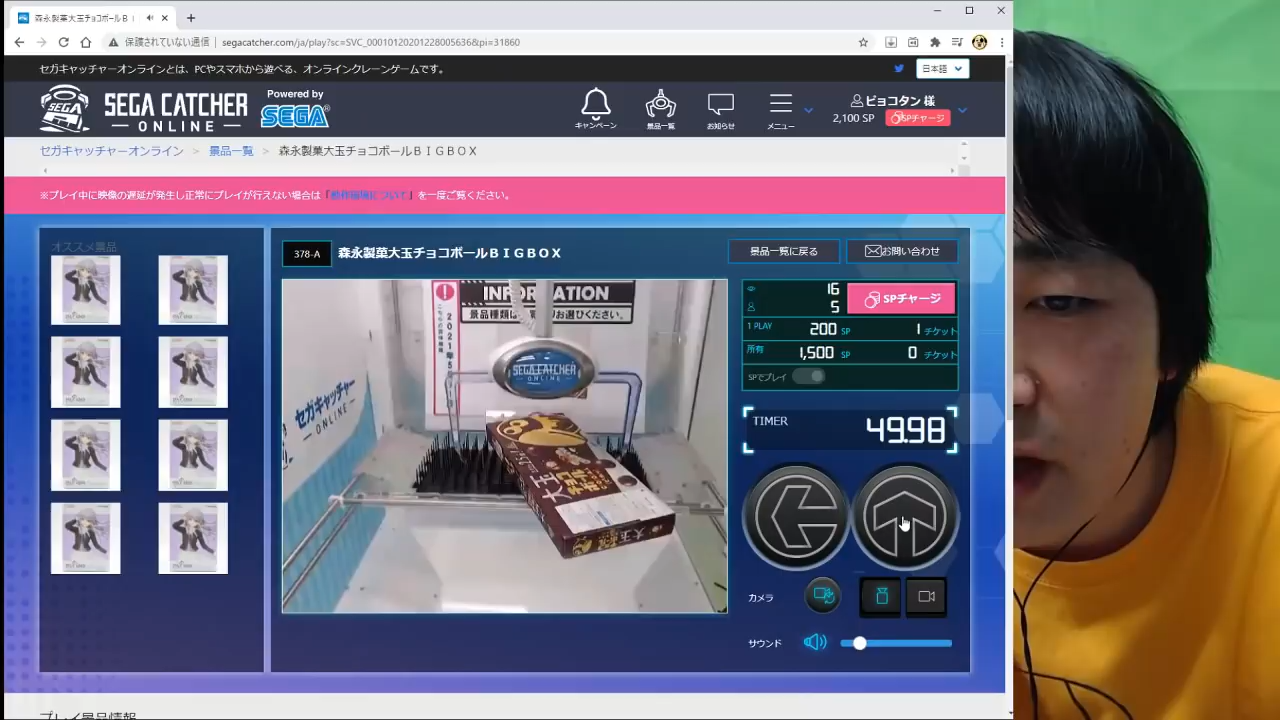 森永製菓大玉チョコボールＢＩ
保護されていない通信
segacatcher.com/ja/play?sc=SVC_000101202012280056 36&pi=31860
セガキャッチャーオンラインとは、PCやスマホから遊べる、オンラインクレーンゲームです。
日本語
SEGA
SEGA CATCHER
ONLINE
Powered by
SEGA
キャンペーン
景品一覧
お知らせ
メニュー
ピョコタン 様
2,100 SP
SPチャージ
セガキャッチャーオンライン > 景品一覧 > 森永製菓大玉チョコボールＢＩＧＢＯＸ
※プレイ中に映像の遅延が発生し正常にプレイが行えない場合は「動作環境について」を一度ご覧ください。
オススメ景品
378-A
森永製菓大玉チョコボールＢＩＧＢＯＸ
景品一覧に戻る
お問い合わせ
INFORMATION
SEGA CATCHER
ONLINE
セガキャッチャー
ONLINE
大玉
16
5
SPチャージ
1 PLAY
200 SP
1 チケット
所有
1,500 SP
0 チケット
SPでプレイ
TIMER
49.98
カメラ
サウンド
プレイ景品情報